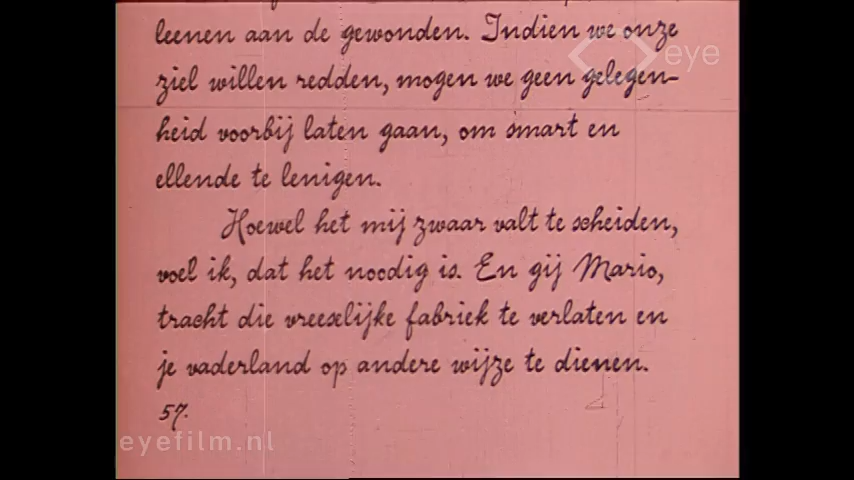 leenen aan de gewonden. Indien we onze
eye
ziel willen redden, mogen we geen gelegen-
heid voorbij laten gaan, om smart en
ellende te lenigen.
Hoewel het mij zwaar valt te scheiden,
voel ik, dat het noodig is. En gij Mario,
tracht die vreeselijke fabriek te verlaten en
je vaderland op andere wijze te dienen.
57.
eyefilm.nl